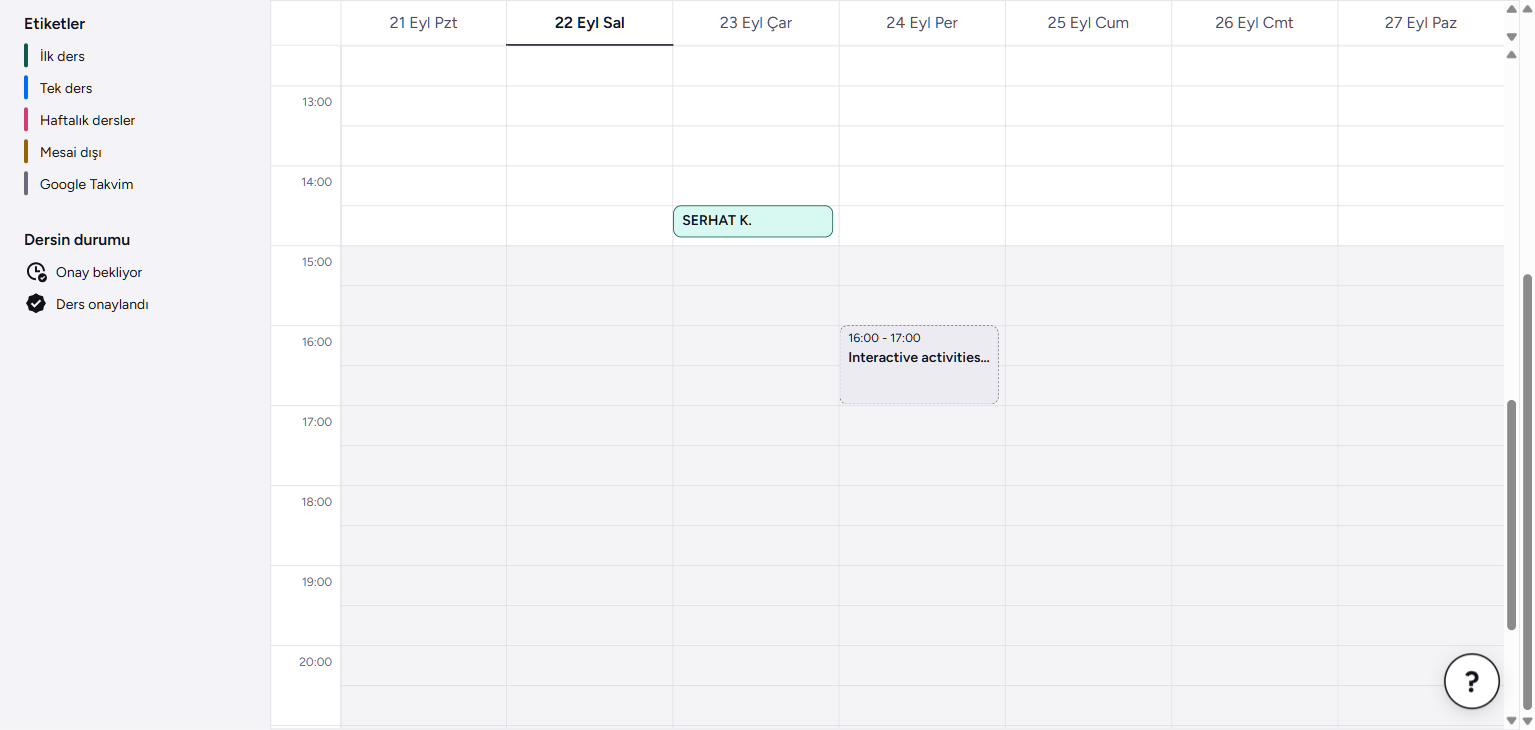 Etiketler
İlk ders
Tek ders
Haftalık dersler
Mesai dışı
Google Takvim
Dersin durumu
Onay bekliyor
Ders onaylandı
21 Eyl Pzt
22 Eyl Sal
23 Eyl Çar
24 Eyl Per
25 Eyl Cum
26 Eyl Cmt
27 Eyl Paz
13:00
14:00
SERHAT K.
15:00
16:00
16:00 - 17:00
Interactive activities...
17:00
18:00
19:00
20:00
?